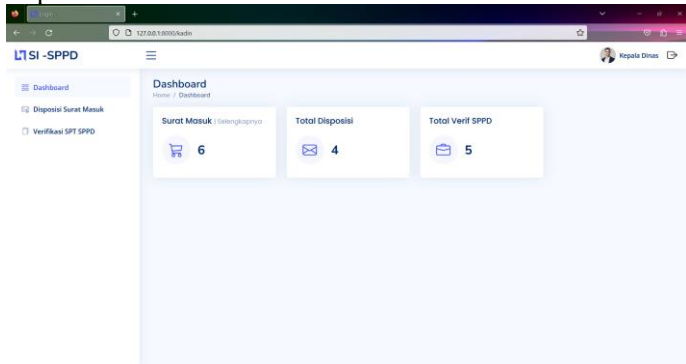 127.0.0.1:8000/kadin
SI -SPPD
Kepala Dinas
Dashboard
Disposisi Surat Masuk
Verifikasi SPT SPPD
Dashboard
Home / Dashboard
Surat Masuk | Selengkapnya
6
Total Disposisi
4
Total Verif SPPD
5